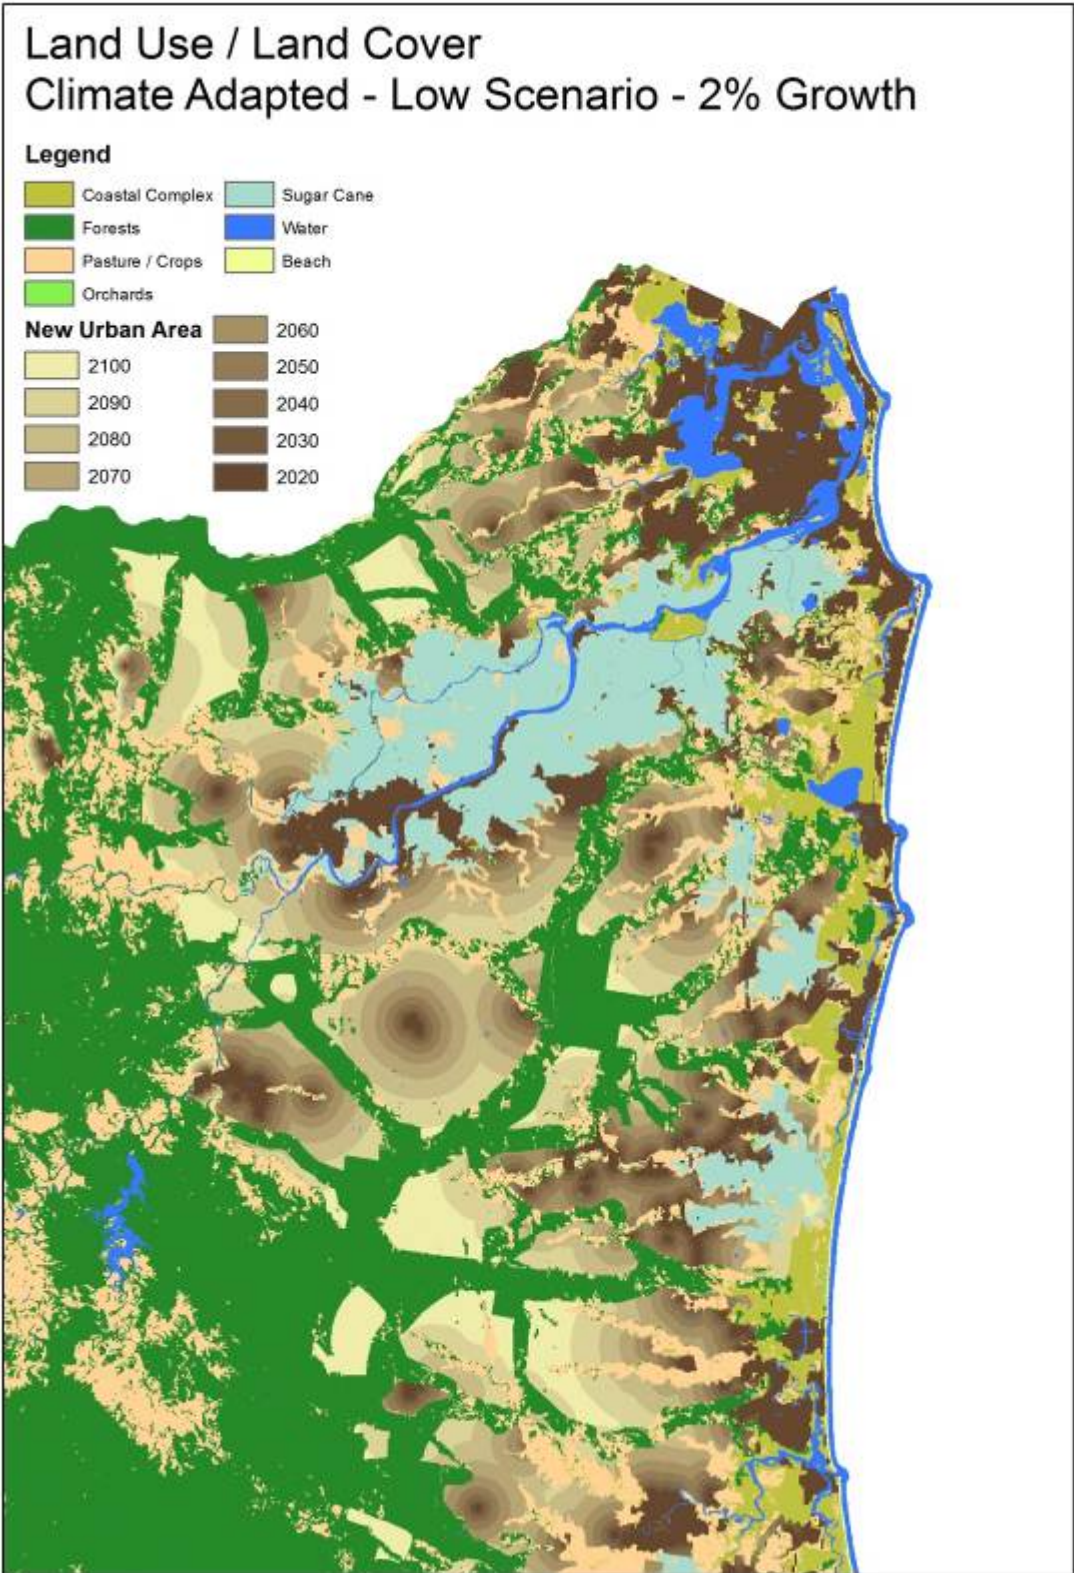 Land Use / Land Cover
Climate Adapted - Low Scenario - 2% Growth
Legend
Coastal Complex
Forests
Pasture / Crops
Orchards
Sugar Cane
Water
Beach
New Urban Area
2100
2090
2080
2070
2060
2050
2040
2030
2020